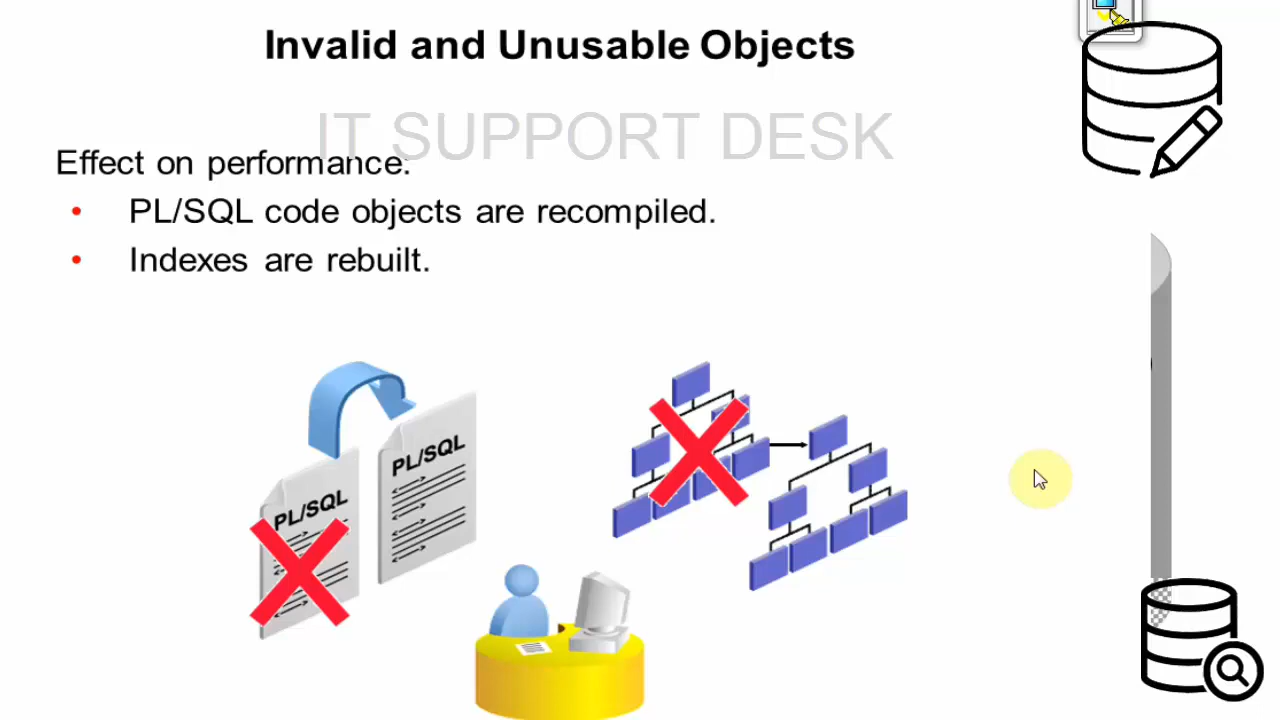 Invalid and Unusable Objects
IT SUPPORT DESK
Effect on performance:
• PL/SQL code objects are recompiled.
• Indexes are rebuilt.
PL/SQL
PL/SQL